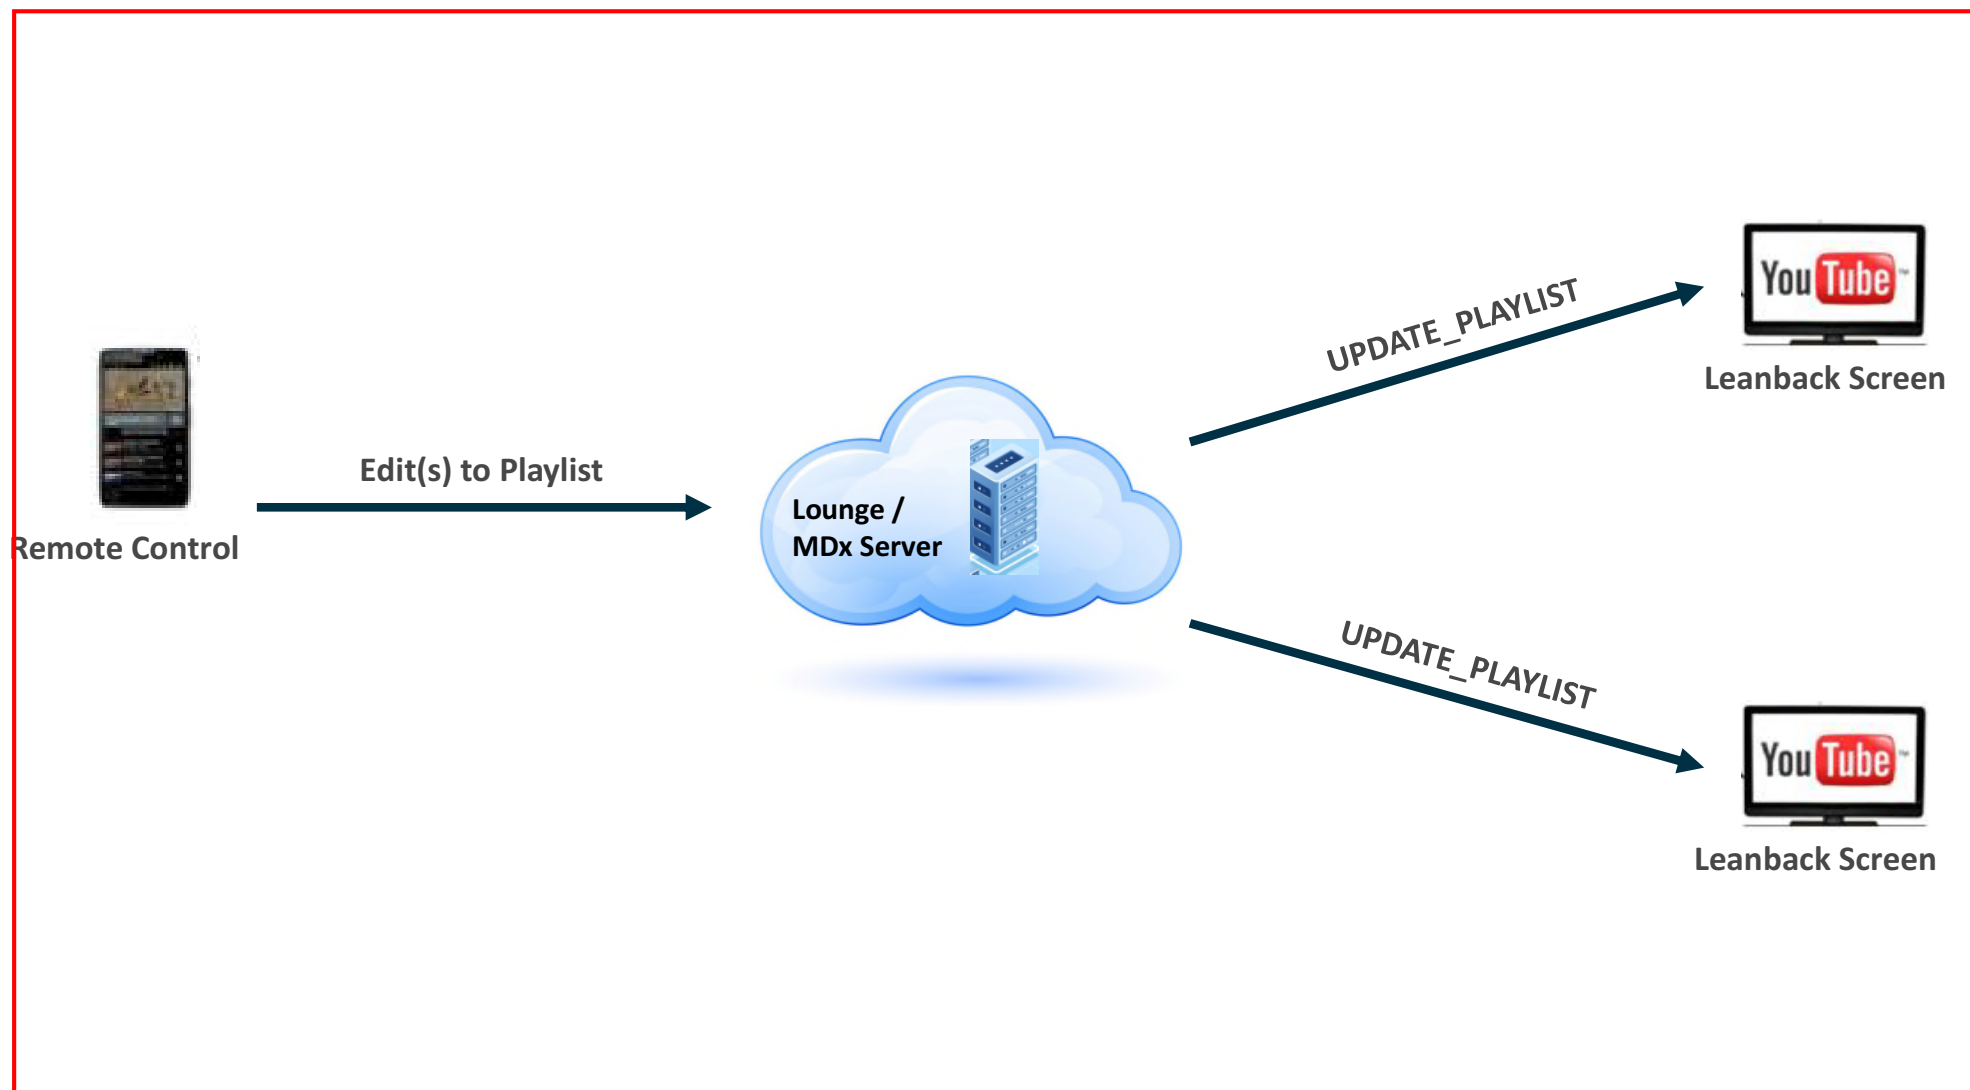 Remote Control
Edit(s) to Playlist
Lounge /
MDx Server
UPDATE_PLAYLIST
You Tube
Leanback Screen
UPDATE_PLAYLIST
You Tube
Leanback Screen